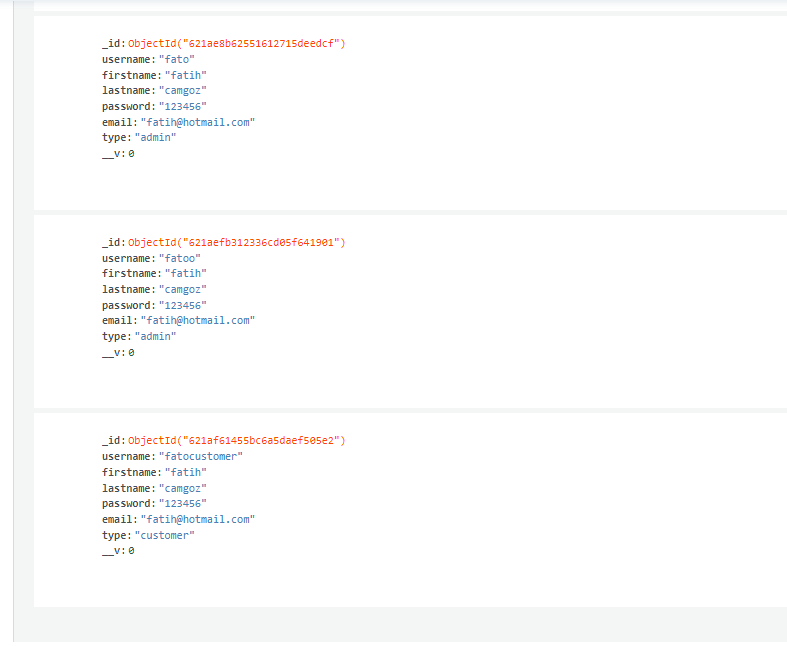 _id: ObjectId("621ae8b62551612715deedcf")
username: "fato"
firstname: "fatih"
lastname: "camgoz"
password: "123456"
email: "fatih@hotmail.com"
type: "admin"
__v: 0
_id: ObjectId("621aefb312336cd05f641901")
username: "fatoo"
firstname: "fatih"
lastname: "camgoz"
password: "123456"
email: "fatih@hotmail.com"
type: "admin"
__v: 0
_id: ObjectId("621af61455bc6a5daef505e2")
username: "fatocustomer"
firstname: "fatih"
lastname: "camgoz"
password: "123456"
email: "fatih@hotmail.com"
type: "customer"
__v: 0